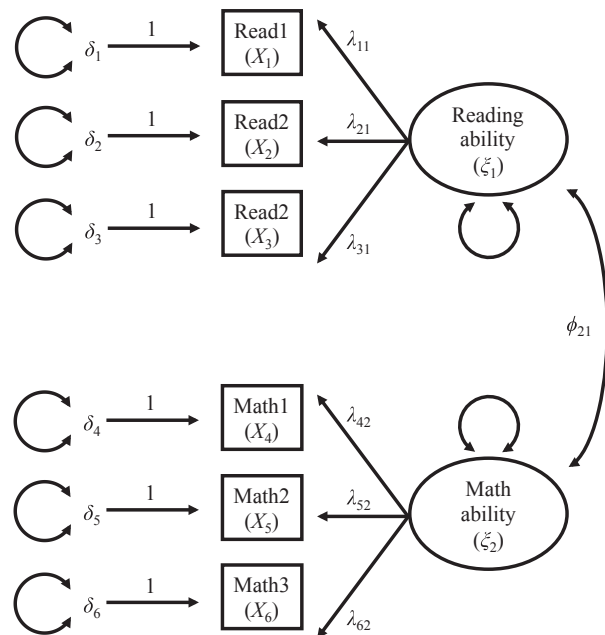 δ₁ 1 Read1 (X₁) λ₁₁
δ₂ 1 Read2 (X₂) λ₂₁
Reading ability (ξ₁)
δ₃ 1 Read2 (X₃) λ₃₁
ϕ₂₁
δ₄ 1 Math1 (X₄) λ₄₂
δ₅ 1 Math2 (X₅) λ₅₂
Math ability (ξ₂)
δ₆ 1 Math3 (X₆) λ₆₂